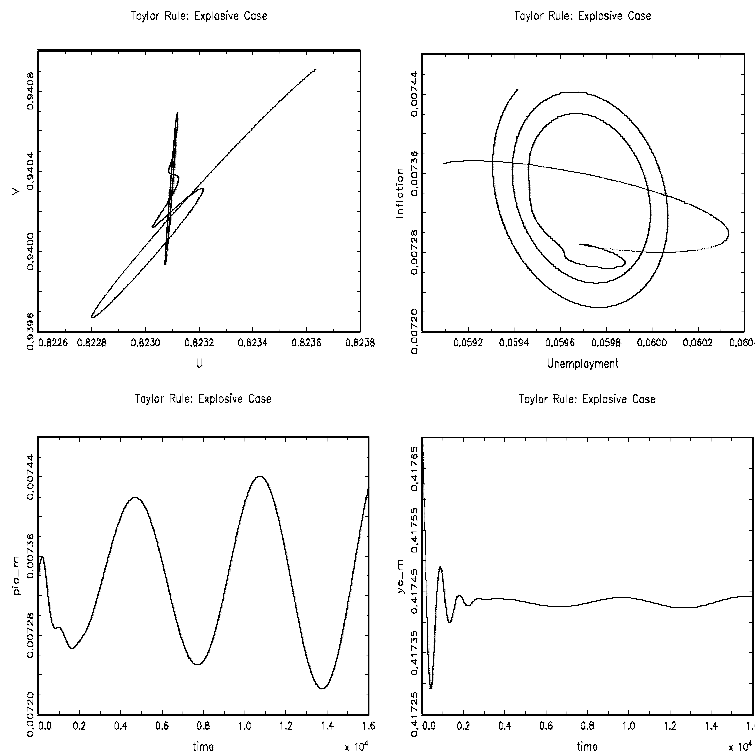 Taylor Rule: Explosive Case
Taylor Rule: Explosive Case
V
0.9408
0.9404
0.9400
0.9396
0.8226 0.8228 0.8230 0.8232 0.8234 0.8236 0.8238
U
Inflation
0.00744
0.00736
0.00728
0.00720
0.0592 0.0594 0.0596 0.0598 0.0600 0.0602 0.0604
Unemployment
Taylor Rule: Explosive Case
Taylor Rule: Explosive Case
0.00744
0.00736
0.00728
0.00720
0.0 0.2 0.4 0.6 0.8 1.0 1.2 1.4 1.6
time
x 10⁴
ye_m
0.41765
0.41755
0.41745
0.41735
0.41725
0.0 0.2 0.4 0.6 0.8 1.0 1.2 1.4 1.6
time
x 10⁴